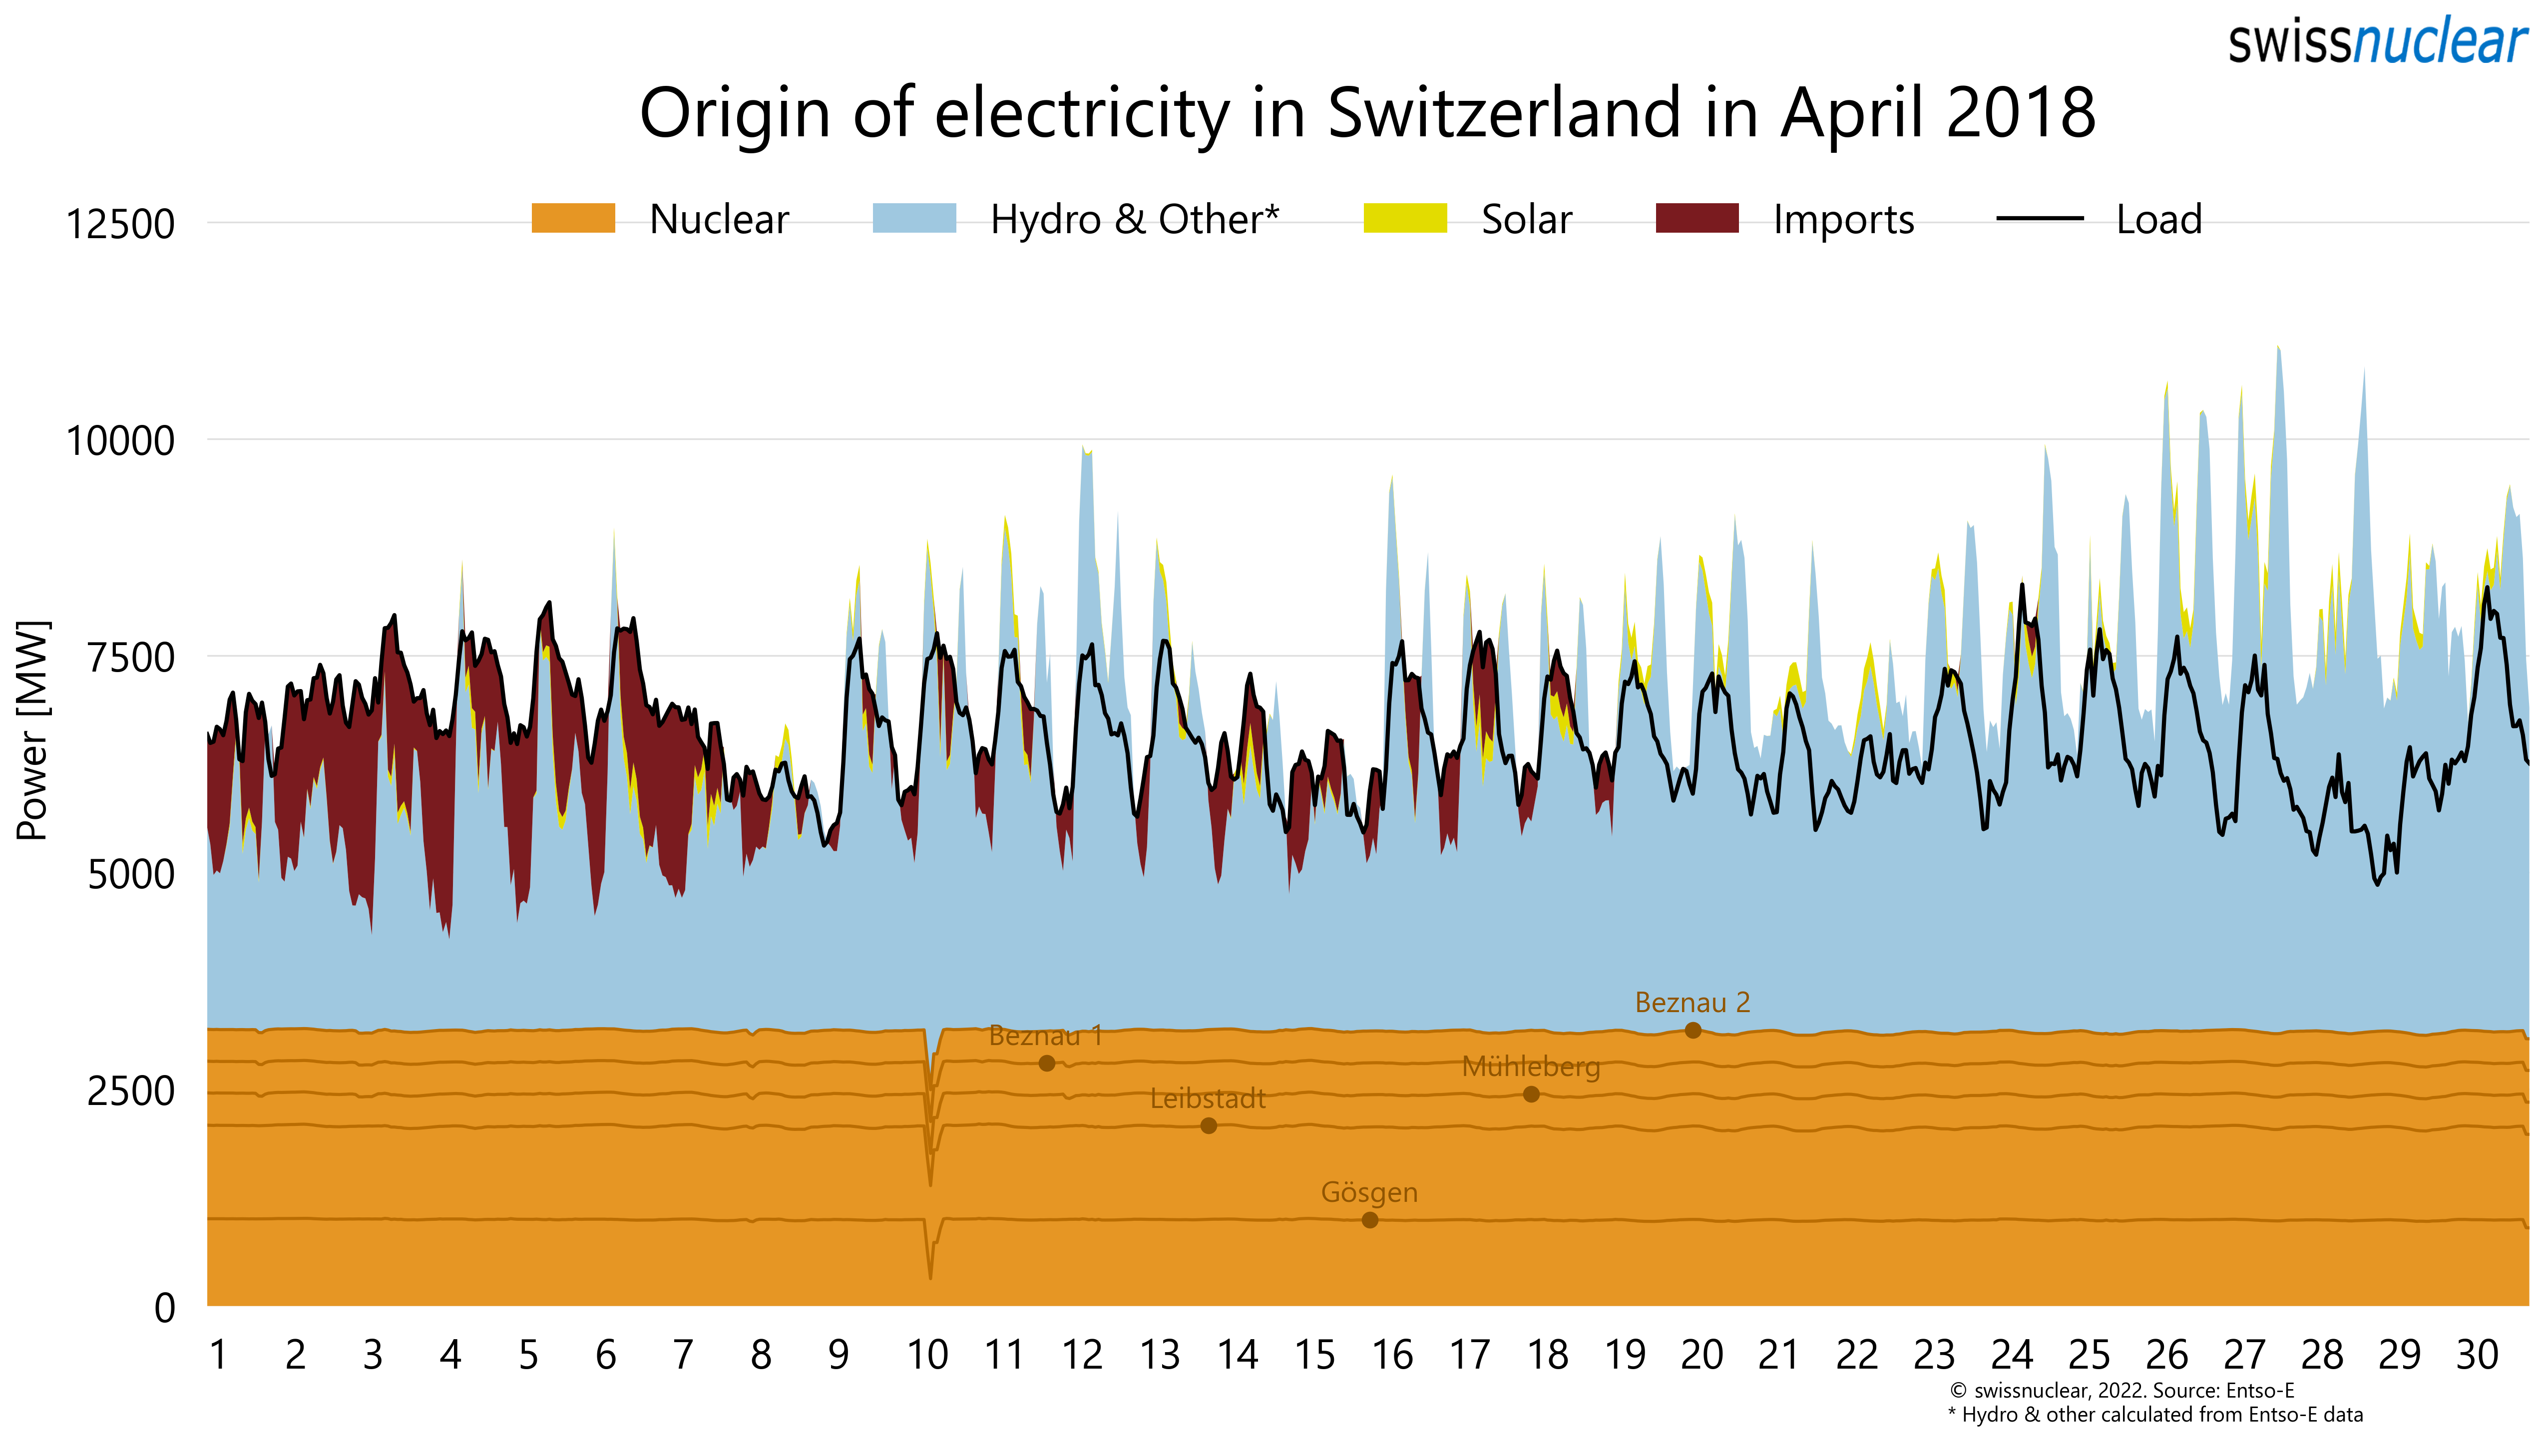 swissnuclear
Origin of electricity in Switzerland in April 2018
12500
Nuclear Hydro & Other* Solar Imports Load
10000
7500
5000
2500
0
Power [MW]
Beznau 2
Beznau 1
Mühleberg
Leibstadt
Gösgen
1 2 3 4 5 6 7 8 9 10 11 12 13 14 15 16 17 18 19 20 21 22 23 24 25 26 27 28 29 30
© swissnuclear, 2022. Source: Entso-E
* Hydro & other calculated from Entso-E data